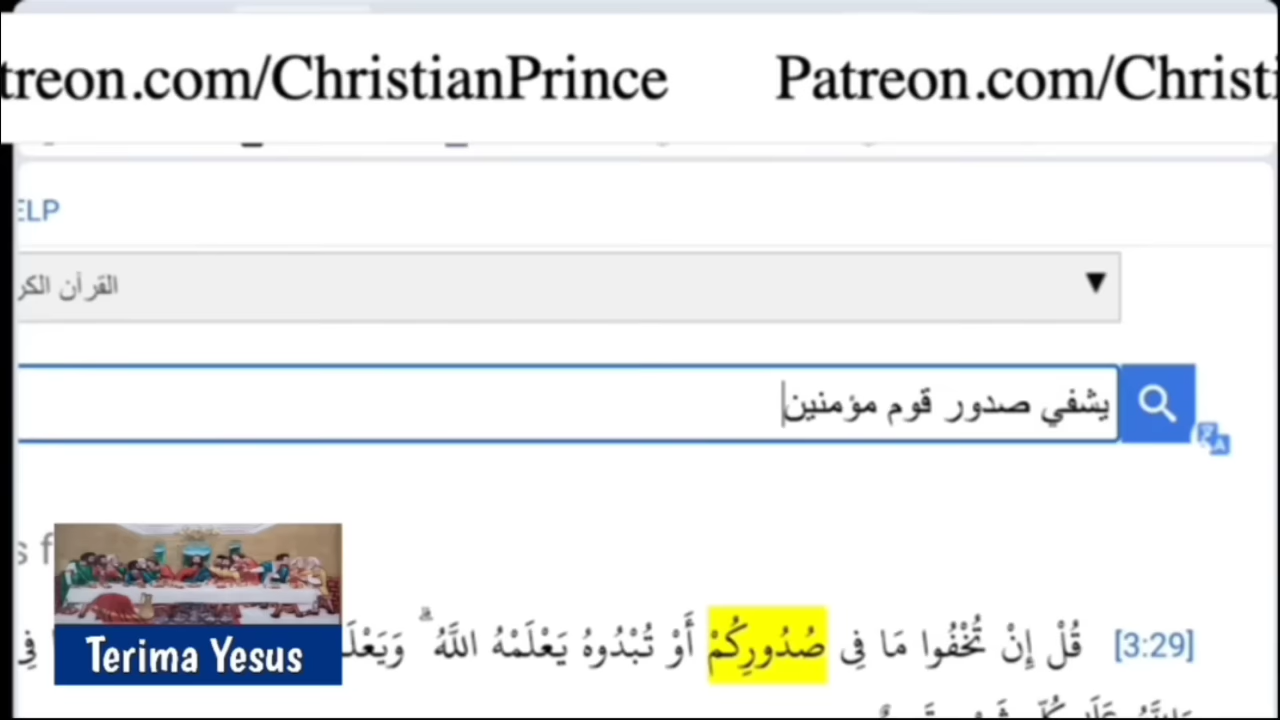 treon.com/ChristianPrince Patreon.com/Christi
ELP
القرآن الكر
يشفي صدور قوم مؤمنين
[3:29] قُلْ إِنْ تُخْفُوا مَا فِى صُدُورِكُمْ أَوْ تُبْدُوهُ يَعْلَمْهُ اللَّهُ ۗ وَيَعْلَ
Terima Yesus